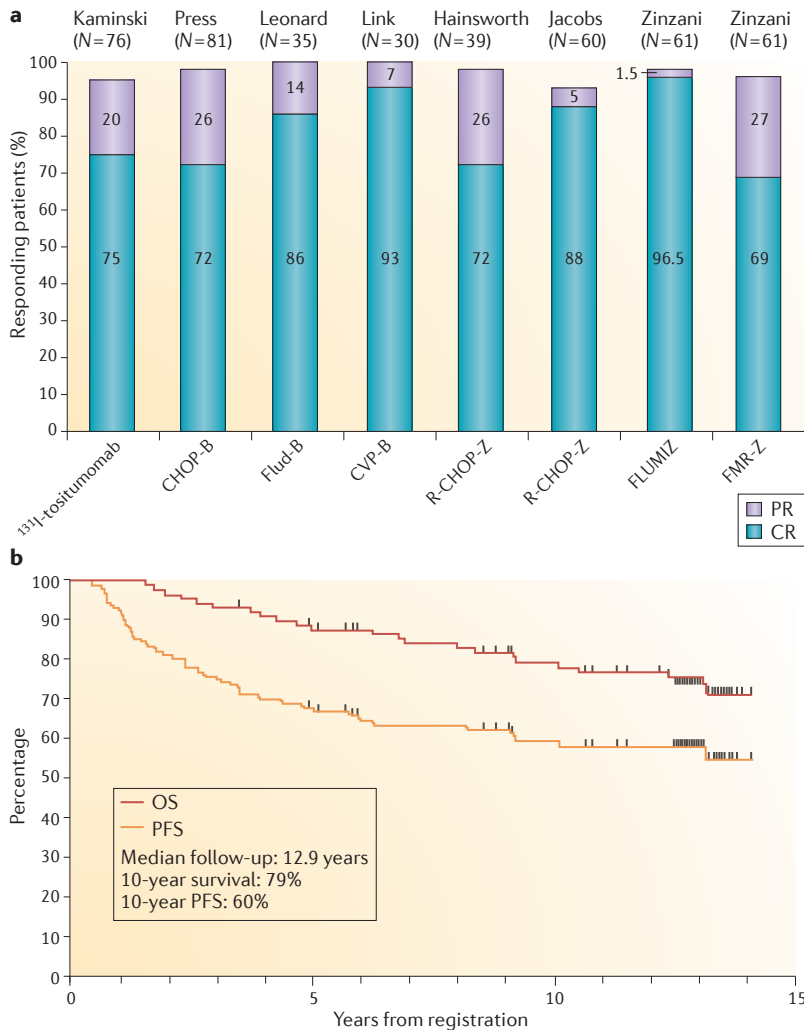 a
Kaminski Press Leonard Link Hainsworth Jacobs Zinzani Zinzani
(N=76) (N=81) (N=35) (N=30) (N=39) (N=60) (N=61) (N=61)
Responding patients (%)
100
90
80
70
60
50
40
30
20
10
0
20 26 14 7 26 5 1.5 27
75 72 86 93 72 88 96.5 69
¹³¹I-tositumomab
CHOP-B
Flud-B
CVP-B
R-CHOP-Z
R-CHOP-Z
FLUMIZ
FMR-Z
PR
CR
b
Percentage
100
90
80
70
60
50
40
30
20
10
0
OS
PFS
Median follow-up: 12.9 years
10-year survival: 79%
10-year PFS: 60%
0 5 10 15
Years from registration